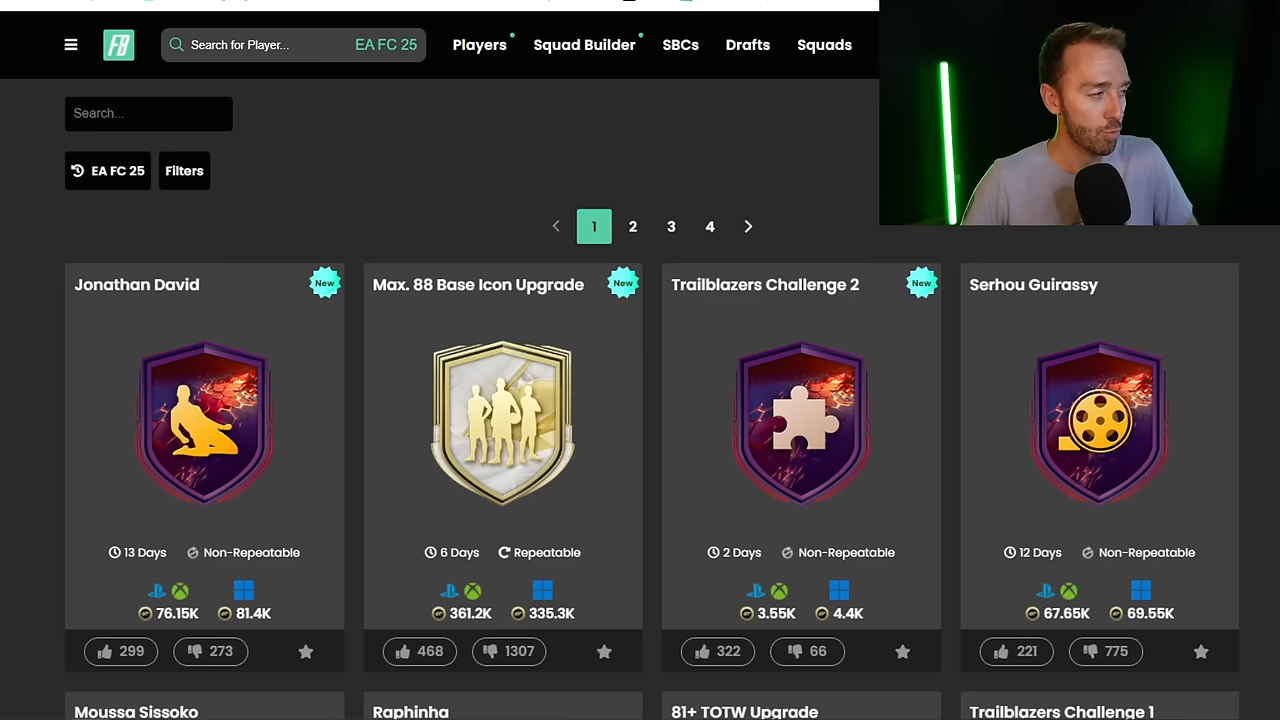 F8
Search for Player...
EA FC 25
Players
Squad Builder
SBCs
Drafts
Squads
Search...
EA FC 25
Filters
1 2 3 4
Jonathan David
New
13 Days
Non-Repeatable
76.15K
81.4K
299
273
Max. 88 Base Icon Upgrade
New
6 Days
Repeatable
361.2K
335.3K
468
1307
Trailblazers Challenge 2
New
2 Days
Non-Repeatable
3.55K
4.4K
322
66
Serhou Guirassy
12 Days
Non-Repeatable
67.65K
69.55K
221
775
Moussa Sissoko
Raphinha
81+ TOTW Upgrade
Trailblazers Challenge 1